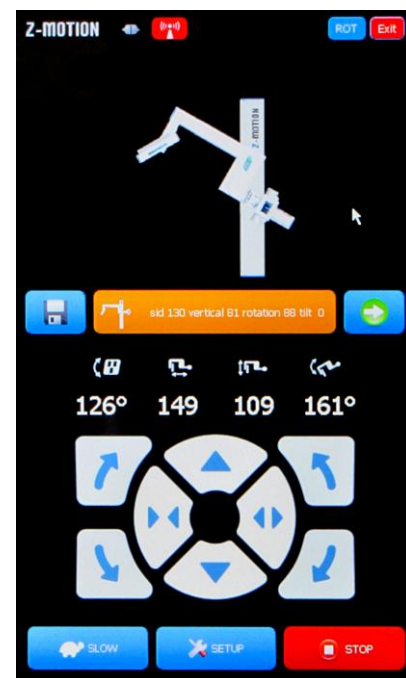 Z-MOTION ROT Exit
Z-MOTION
sid 130 vertical 81 rotation 88 tilt 0
126° 149 109 161°
SLOW SETUP STOP